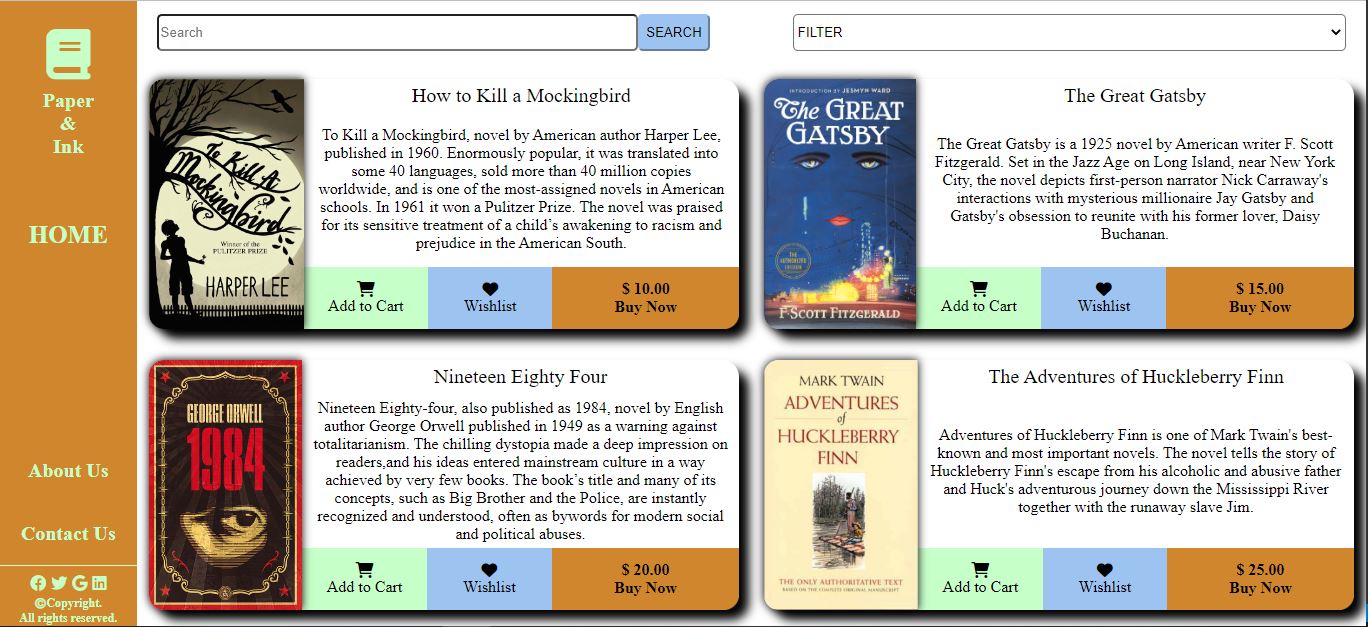 Paper
&
Ink
HOME
About Us
Contact Us
©Copyright.
All rights reserved.
Search
SEARCH
FILTER
To Kill A
Mockingbird
Winner of the
PULITZER PRIZE
HARPER LEE
How to Kill a Mockingbird
To Kill a Mockingbird, novel by American author Harper Lee,
published in 1960. Enormously popular, it was translated into
some 40 languages, sold more than 40 million copies
worldwide, and is one of the most-assigned novels in American
schools. In 1961 it won a Pulitzer Prize. The novel was praised
for its sensitive treatment of a child’s awakening to racism and
prejudice in the American South.
Add to Cart
Wishlist
$ 10.00
Buy Now
INTRODUCTION BY JESMYN WARD
The GREAT
GATSBY
THE
AUTHORIZED
EDITION
F·SCOTT FITZGERALD
The Great Gatsby
The Great Gatsby is a 1925 novel by American writer F. Scott
Fitzgerald. Set in the Jazz Age on Long Island, near New York
City, the novel depicts first-person narrator Nick Carraway's
interactions with mysterious millionaire Jay Gatsby and
Gatsby's obsession to reunite with his former lover, Daisy
Buchanan.
Add to Cart
Wishlist
$ 15.00
Buy Now
GEORGE ORWELL
1984
Nineteen Eighty Four
Nineteen Eighty-four, also published as 1984, novel by English
author George Orwell published in 1949 as a warning against
totalitarianism. The chilling dystopia made a deep impression on
readers,and his ideas entered mainstream culture in a way
achieved by very few books. The book’s title and many of its
concepts, such as Big Brother and the Police, are instantly
recognized and understood, often as bywords for modern social
and political abuses.
Add to Cart
Wishlist
$ 20.00
Buy Now
MARK TWAIN
ADVENTURES
of
HUCKLEBERRY
FINN
THE ONLY AUTHORITATIVE TEXT
BASED ON THE COMPLETE, ORIGINAL MANUSCRIPT
The Adventures of Huckleberry Finn
Adventures of Huckleberry Finn is one of Mark Twain's best-
known and most important novels. The novel tells the story of
Huckleberry Finn's escape from his alcoholic and abusive father
and Huck's adventurous journey down the Mississippi River
together with the runaway slave Jim.
Add to Cart
Wishlist
$ 25.00
Buy Now